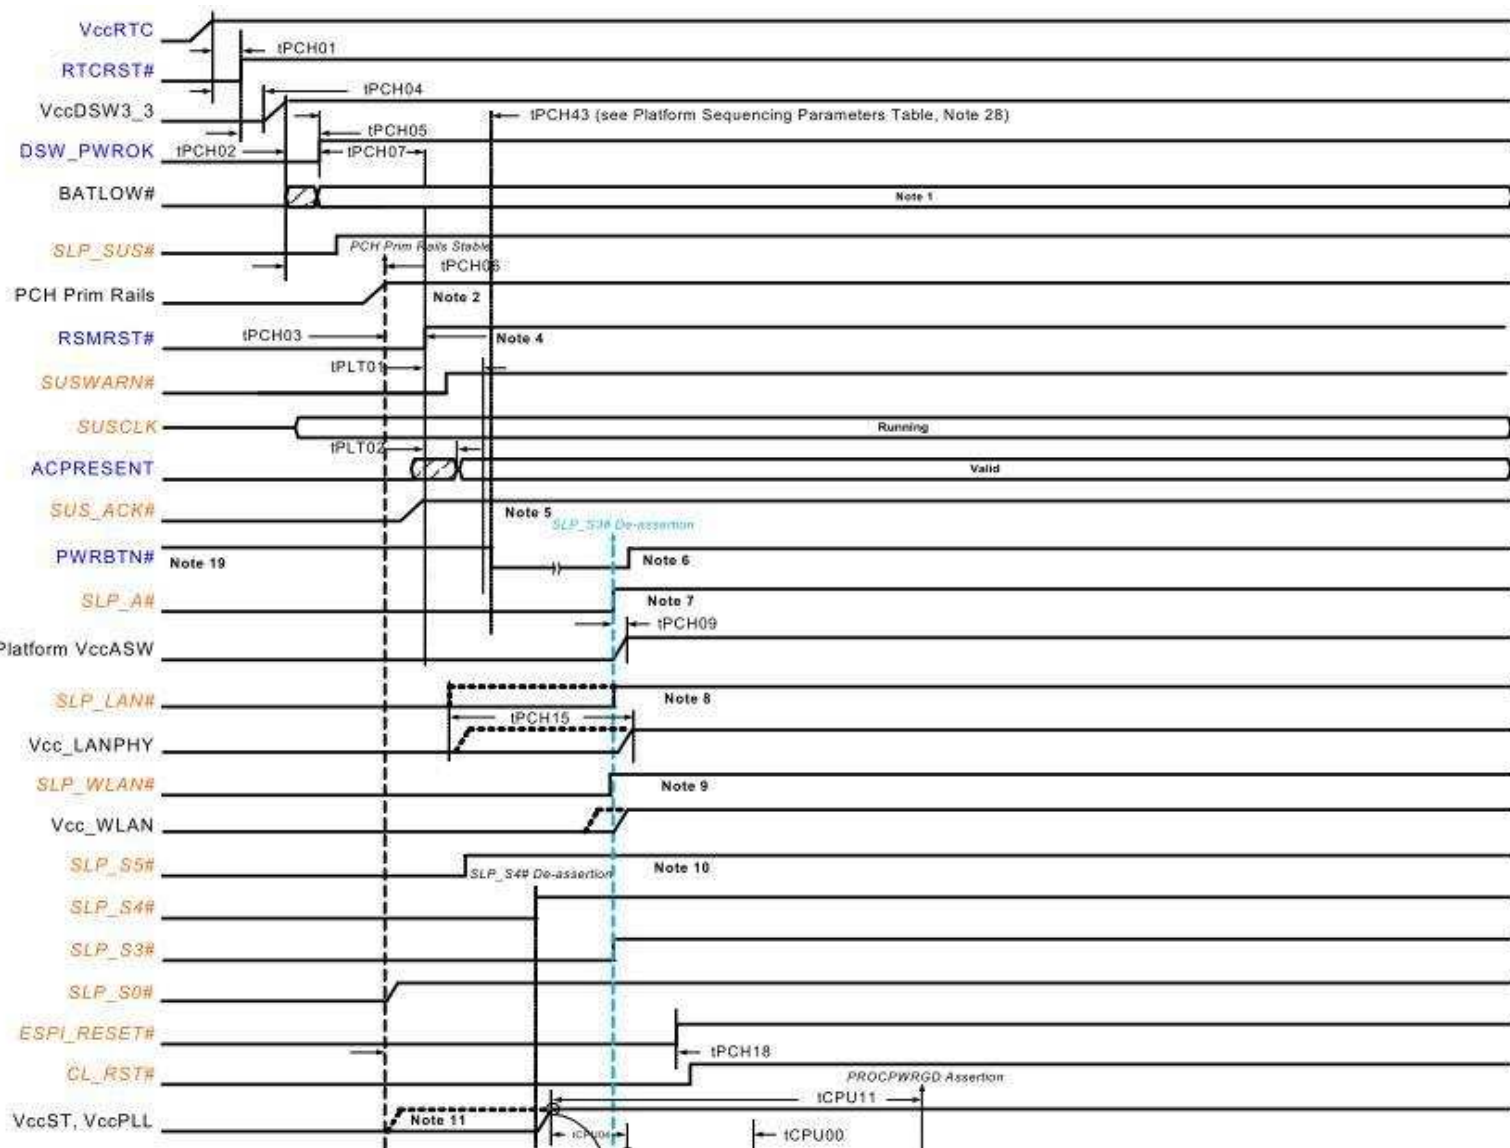 VccRTC
tPCH01
RTCRST#
tPCH04
VccDSW3_3
tPCH43 (see Platform Sequencing Parameters Table, Note 28)
tPCH05
DSW_PWROK
tPCH02
tPCH07
BATLOW#
Note 1
SLP_SUS#
PCH Prim Rails Stable
tPCH06
PCH Prim Rails
Note 2
RSMRST#
tPCH03
Note 4
tPLT01
SUSWARN#
SUSCLK
Running
tPLT02
ACPRESENT
Valid
SUS_ACK#
Note 5
SLP_S3# De-assertion
PWRBTN#
Note 19
Note 6
SLP_A#
Note 7
tPCH09
Platform VccASW
SLP_LAN#
Note 8
tPCH15
Vcc_LANPHY
SLP_WLAN#
Note 9
Vcc_WLAN
SLP_S5#
SLP_S4# De-assertion
Note 10
SLP_S4#
SLP_S3#
SLP_S0#
ESPI_RESET#
tPCH18
CL_RST#
PROCPWRGD Assertion
tCPU11
VccST, VccPLL
Note 11
tCPU00